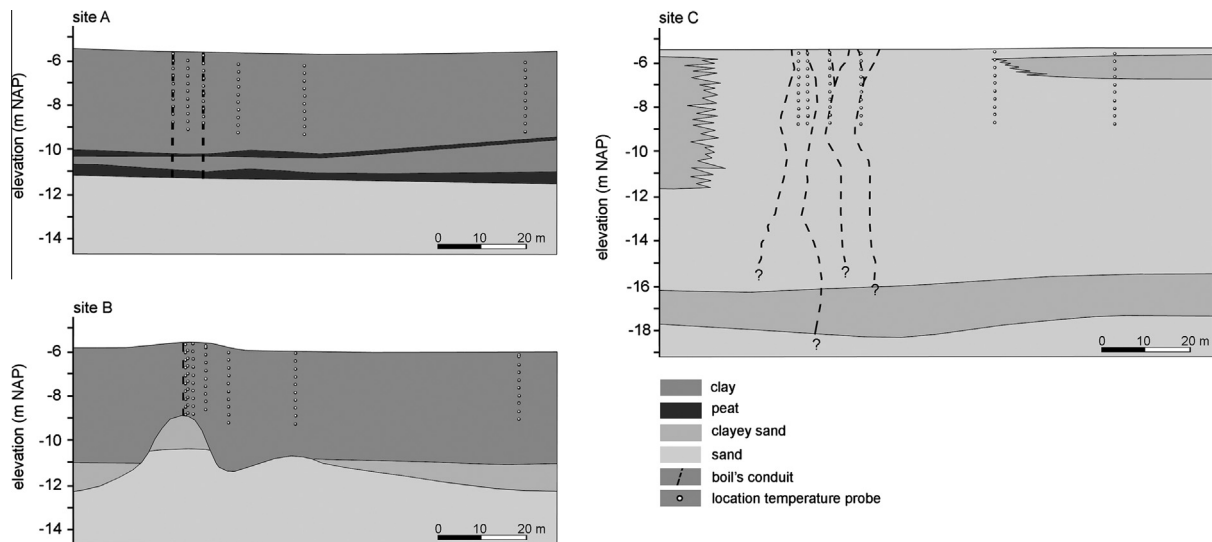 site A
elevation (m NAP)
-6
-8
-10
-12
-14
0 10 20 m
site B
elevation (m NAP)
-6
-8
-10
-12
-14
0 10 20 m
site C
elevation (m NAP)
-6
-8
-10
-12
-14
-16
-18
? ? ? ?
0 10 20 m
clay
peat
clayey sand
sand
boil's conduit
location temperature probe